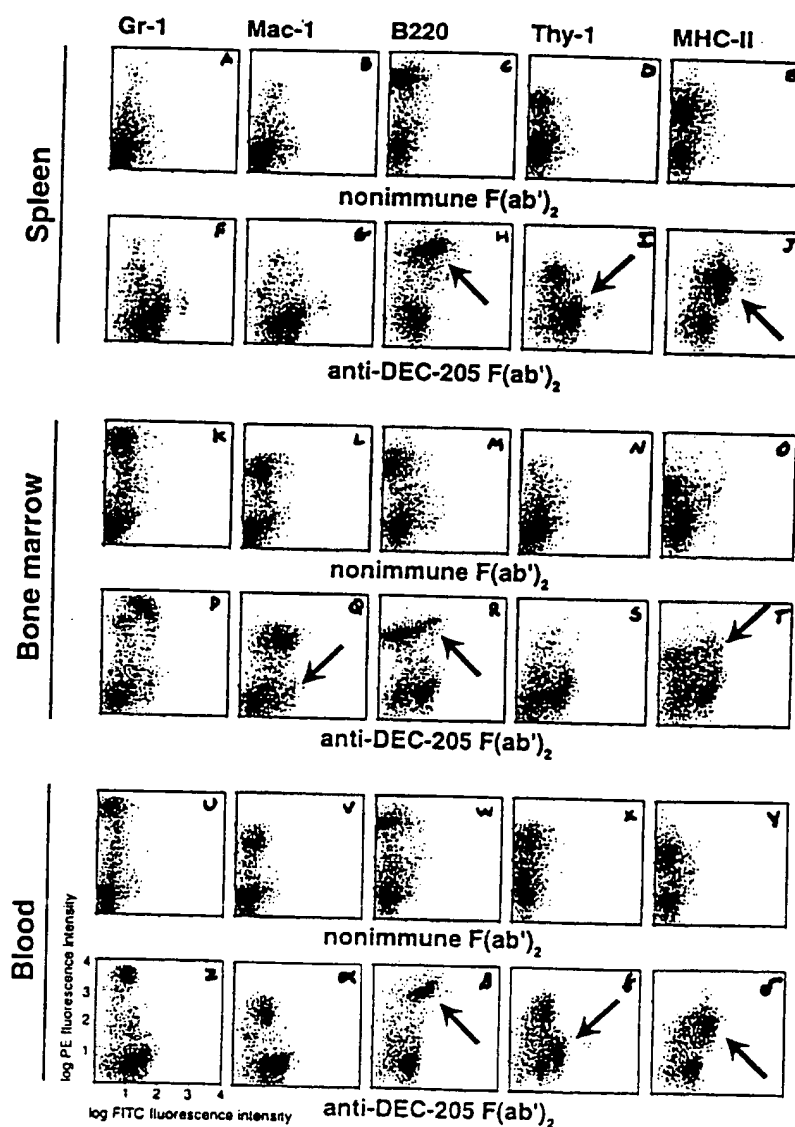 Gr-1 Mac-1 B220 Thy-1 MHC-II
Spleen
A B C D E
nonimmune F(ab')2
F G H I J
anti-DEC-205 F(ab')2
Bone marrow
K L M N O
nonimmune F(ab')2
P Q R S T
anti-DEC-205 F(ab')2
Blood
U V W X Y
nonimmune F(ab')2
log PE fluorescence intensity
4
3
2
1
Z α β γ δ
1 2 3 4
log FITC fluorescence intensity
anti-DEC-205 F(ab')2